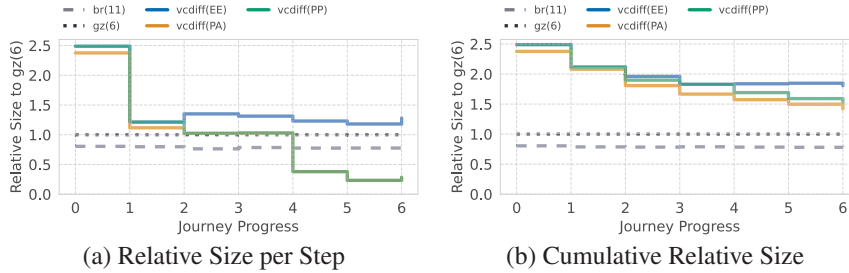 br(11) vcdiff(EE) vcdiff(PP)
gz(6) vcdiff(PA)
Relative Size to gz(6)
2.5
2.0
1.5
1.0
0.5
0.0
0 1 2 3 4 5 6
Journey Progress
(a) Relative Size per Step
br(11) vcdiff(EE) vcdiff(PP)
gz(6) vcdiff(PA)
Relative Size to gz(6)
2.5
2.0
1.5
1.0
0.5
0.0
0 1 2 3 4 5 6
Journey Progress
(b) Cumulative Relative Size